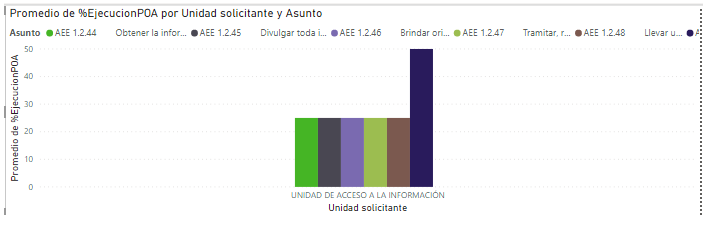 Promedio de %EjecucionPOA por Unidad solicitante y Asunto
Asunto AEE 1.2.44 Obtener la infor... AEE 1.2.45 Divulgar toda i... AEE 1.2.46 Brindar ori... AEE 1.2.47 Tramitar, r... AEE 1.2.48 Llevar u...
50
40
30
20
10
0
Promedio de %EjecucionPOA
UNIDAD DE ACCESO A LA INFORMACIÓN
Unidad solicitante